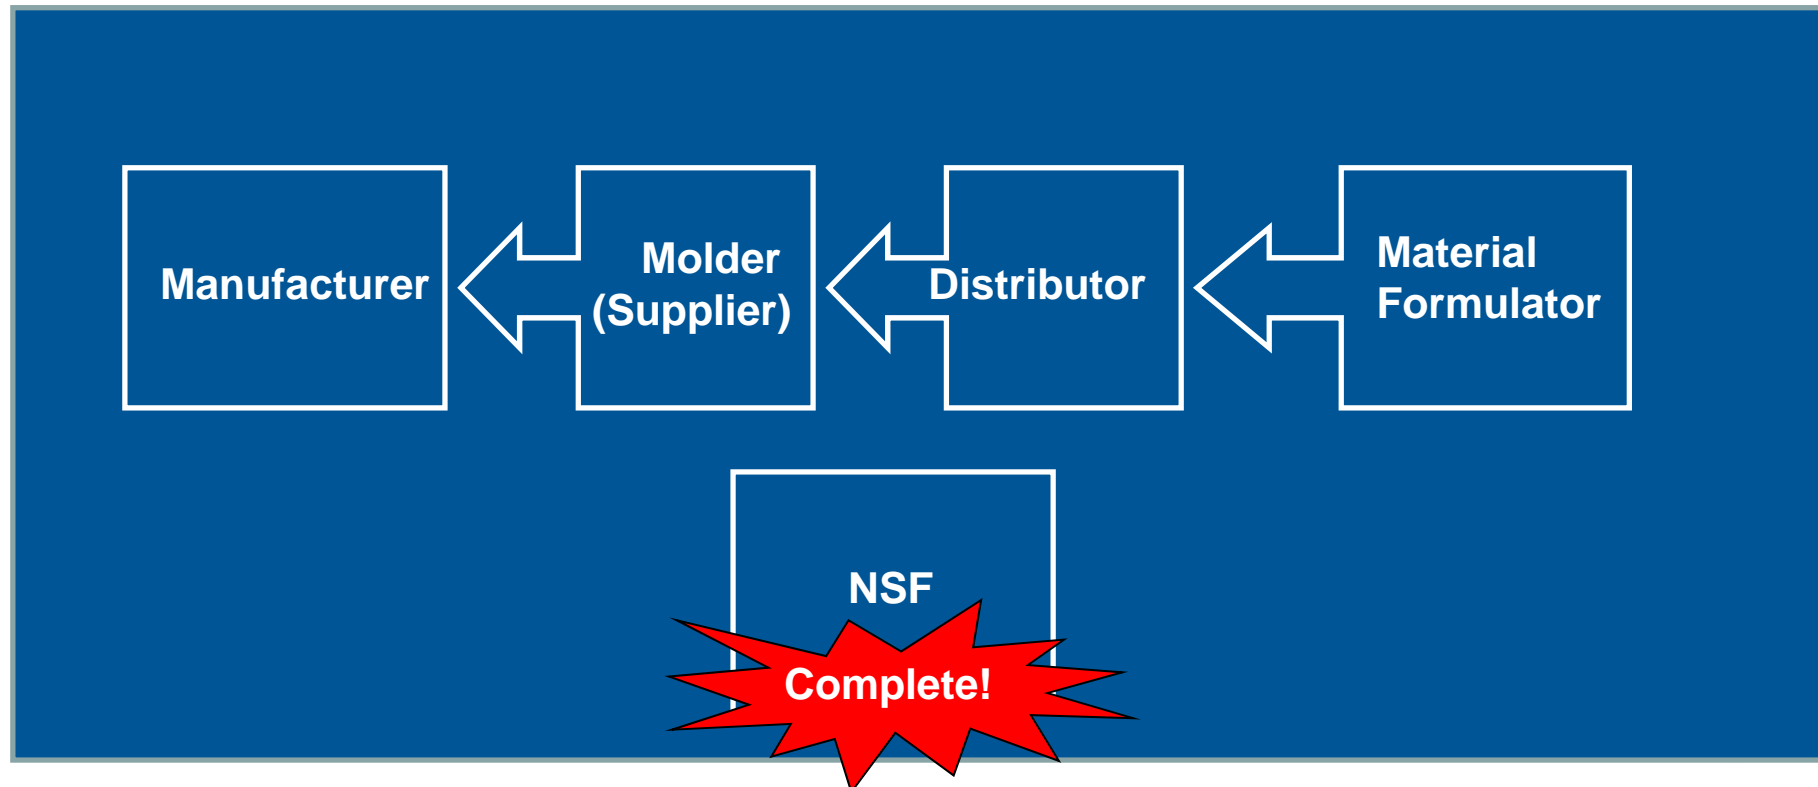 Manufacturer
Molder
(Supplier)
Distributor
Material
Formulator
NSF
Complete!